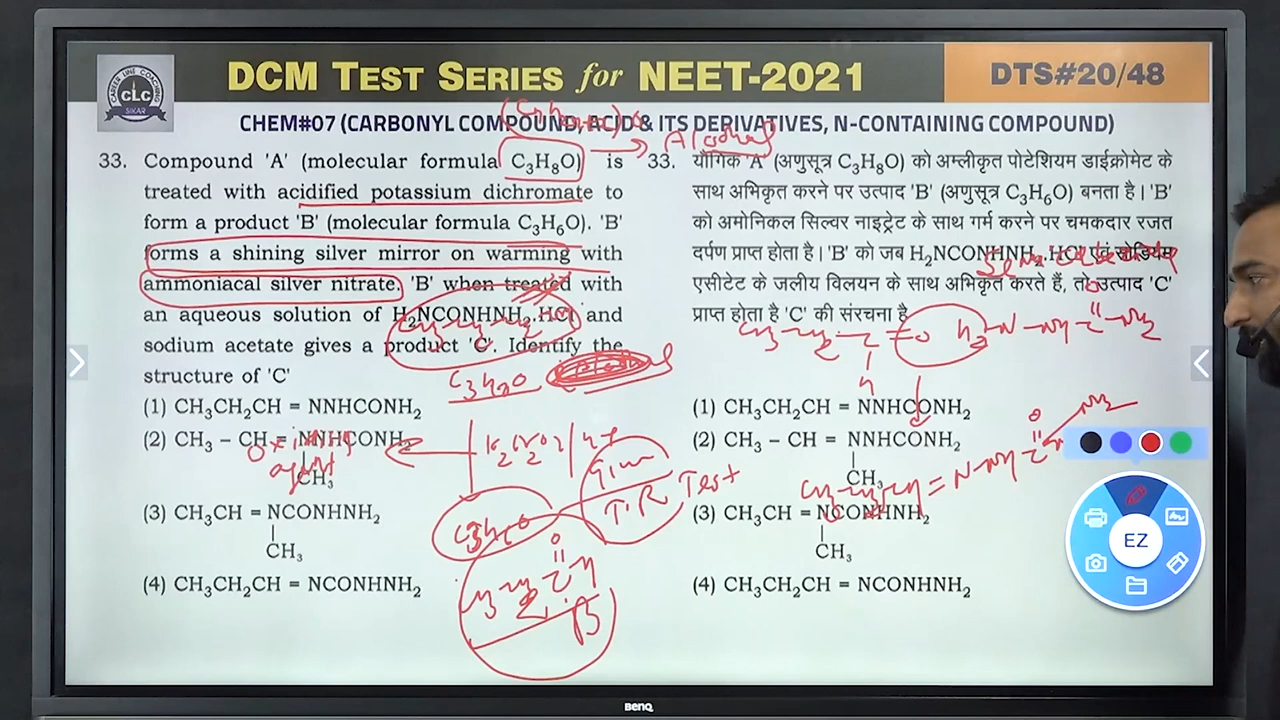 DCM TEST SERIES for NEET-2021
DTS#20/48
CAREER LINE COACHING
CLC
SIKAR
CHEM#07 (CARBONYL COMPOUND, ACID & ITS DERIVATIVES, N-CONTAINING COMPOUND)
Alcohol
33. Compound 'A' (molecular formula C₃H₈O) is
treated with acidified potassium dichromate to
form a product 'B' (molecular formula C₃H₆O). 'B'
forms a shining silver mirror on warming with
ammoniacal silver nitrate. 'B' when treated with
an aqueous solution of H₂NCONHNH₂.HCl and
sodium acetate gives a product 'C'. Identify the
structure of 'C'
(1) CH₃CH₂CH = NNHCONH₂
(2) CH₃ – CH = NNHCONH₂
|
CH₃
(3) CH₃CH = NCONHNH₂
|
CH₃
(4) CH₃CH₂CH = NCONHNH₂
C₃H₈O
K₂Cr₂O₇ / H⁺
oxidising
agent
C₃H₆O
T.R Test
B
33. यौगिक 'A' (अणुसूत्र C₃H₈O) को अम्लीकृत पोटेशियम डाईक्रोमेट के
साथ अभिकृत करने पर उत्पाद 'B' (अणुसूत्र C₃H₆O) बनता है। 'B'
को अमोनिकल सिल्वर नाइट्रेट के साथ गर्म करने पर चमकदार रजत
दर्पण प्राप्त होता है। 'B' को जब H₂NCONHNH₂.HCl एवं सोडियम
एसीटेट के जलीय विलयन के साथ अभिकृत करते हैं, तो उत्पाद 'C'
प्राप्त होता है 'C' की संरचना है
(1) CH₃CH₂CH = NNHCONH₂
(2) CH₃ – CH = NNHCONH₂
|
CH₃
(3) CH₃CH = NCONHNH₂
|
CH₃
(4) CH₃CH₂CH = NCONHNH₂
EZ
BENQ